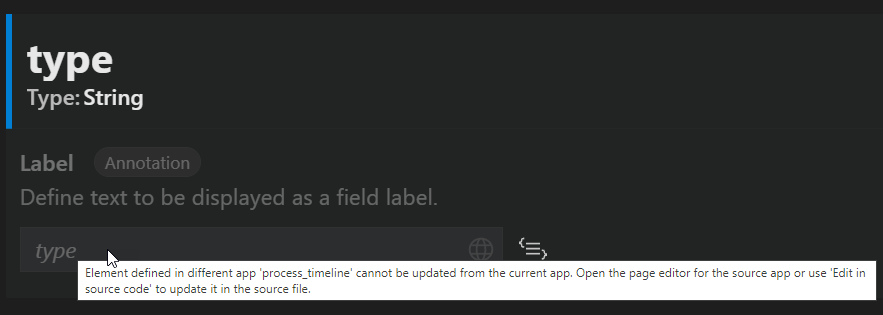 type
Type: String
Label Annotation
Define text to be displayed as a field label.
type
Element defined in different app 'process_timeline' cannot be updated from the current app. Open the page editor for the source app or use 'Edit in
source code' to update it in the source file.